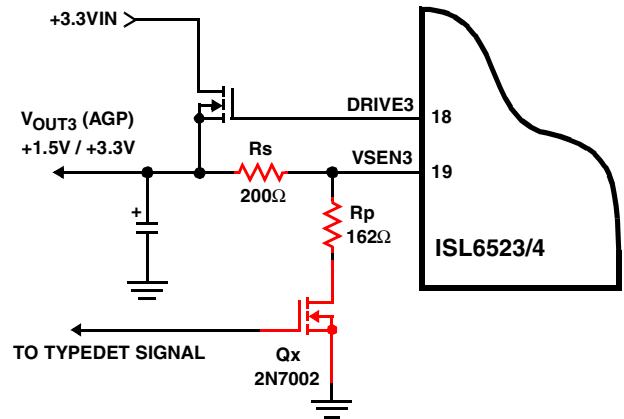 +3.3VIN
DRIVE3
18
VOUT3 (AGP)
+1.5V / +3.3V
Rs
200Ω
VSEN3
19
+
Rp
162Ω
ISL6523/4
TO TYPEDET SIGNAL
Qx
2N7002